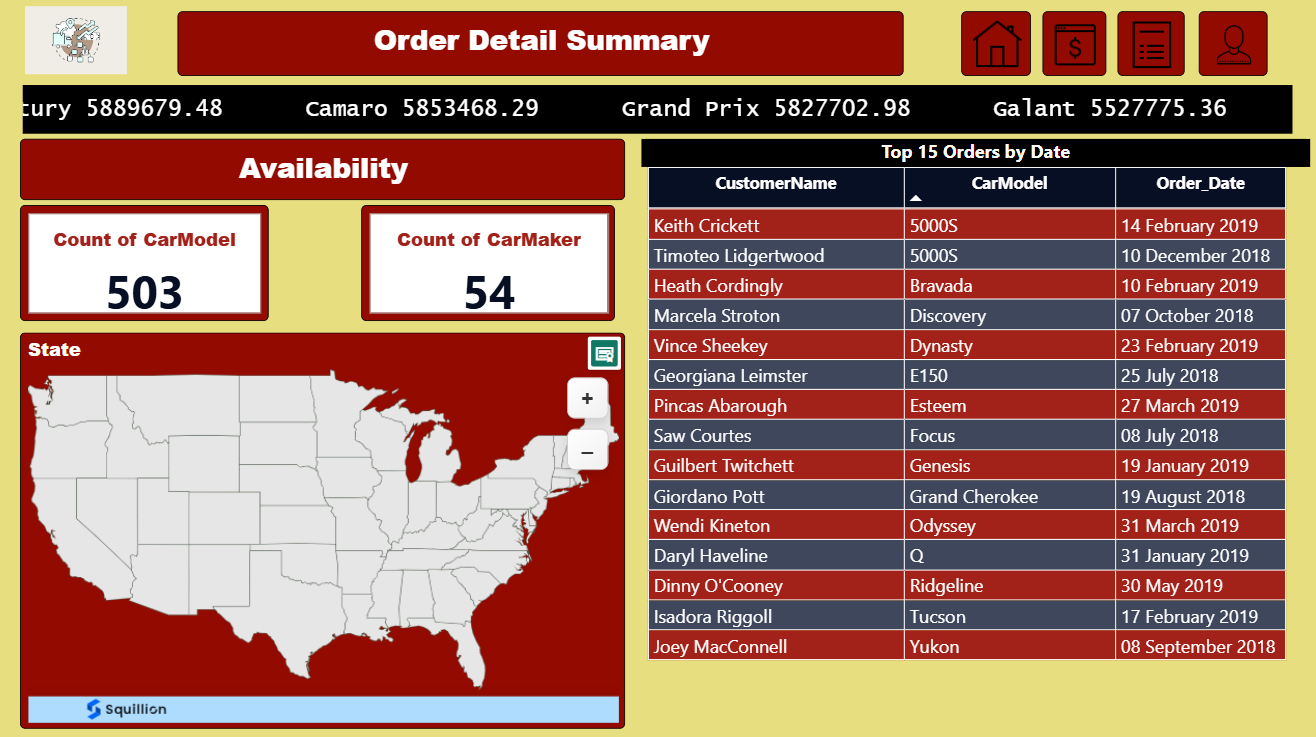 Order Detail Summary
$
tury 5889679.48 Camaro 5853468.29 Grand Prix 5827702.98 Galant 5527775.36
Availability
Count of CarModel
503
Count of CarMaker
54
State
+
−
Squillion
Top 15 Orders by Date
CustomerName CarModel Order_Date
Keith Crickett 5000S 14 February 2019
Timoteo Lidgertwood 5000S 10 December 2018
Heath Cordingly Bravada 10 February 2019
Marcela Stroton Discovery 07 October 2018
Vince Sheekey Dynasty 23 February 2019
Georgiana Leimster E150 25 July 2018
Pincas Abarough Esteem 27 March 2019
Saw Courtes Focus 08 July 2018
Guilbert Twitchett Genesis 19 January 2019
Giordano Pott Grand Cherokee 19 August 2018
Wendi Kineton Odyssey 31 March 2019
Daryl Haveline Q 31 January 2019
Dinny O'Cooney Ridgeline 30 May 2019
Isadora Riggoll Tucson 17 February 2019
Joey MacConnell Yukon 08 September 2018